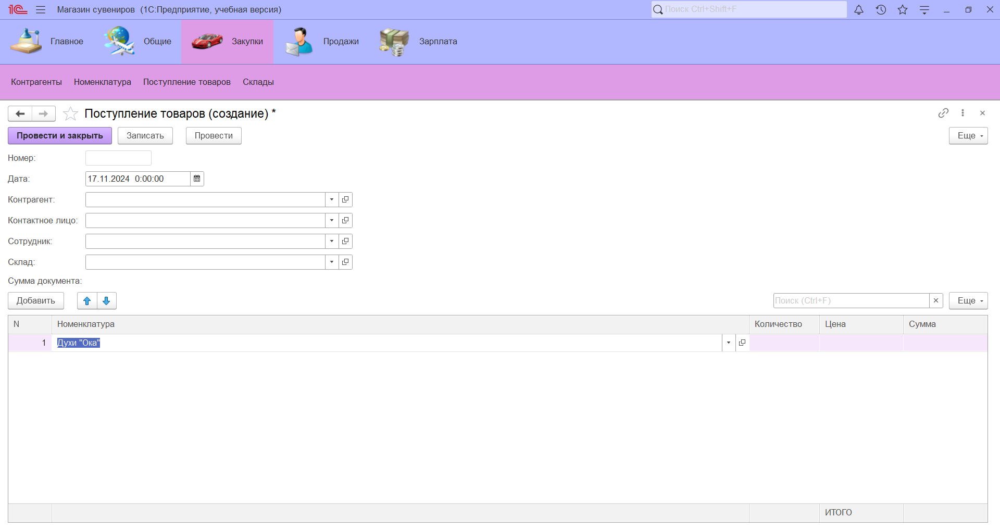 1С Магазин сувениров (1С:Предприятие, учебная версия) Поиск Ctrl+Shift+F
Главное Общие Закупки Продажи Зарплата
Контрагенты Номенклатура Поступление товаров Склады
Поступление товаров (создание) *
Провести и закрыть Записать Провести Еще
Номер:
Дата: 17.11.2024 0:00:00
Контрагент:
Контактное лицо:
Сотрудник:
Склад:
Сумма документа:
Добавить Поиск (Ctrl+F) Еще
N Номенклатура Количество Цена Сумма
1 Духи "Ока"
ИТОГО